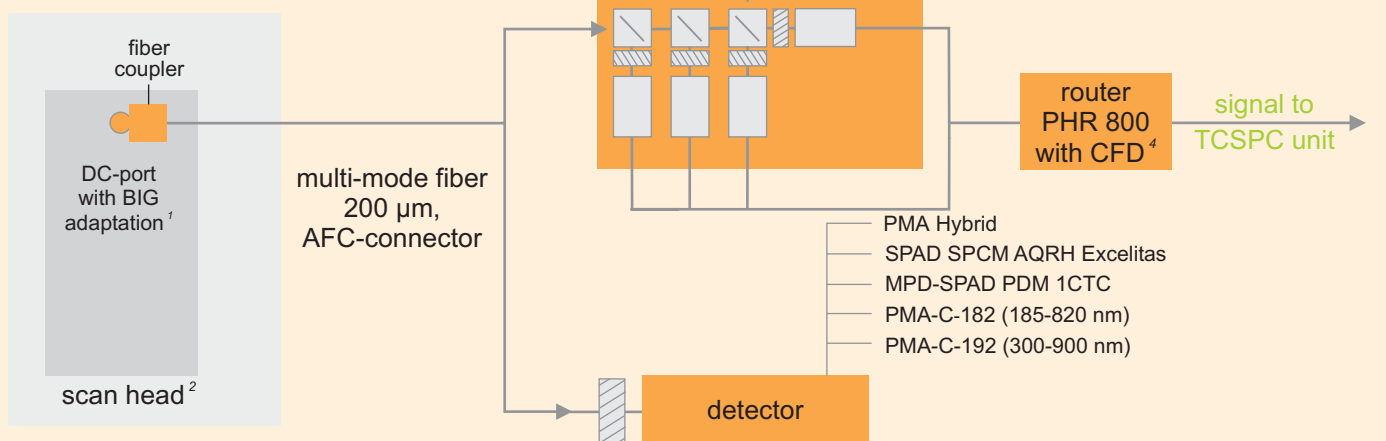 fiber
coupler
DC-port
with BIG
adaptation ¹
scan head ²
multi-mode fiber
200 µm,
AFC-connector
router
PHR 800
with CFD ⁴
signal to
TCSPC unit
PMA Hybrid
SPAD SPCM AQRH Excelitas
MPD-SPAD PDM 1CTC
PMA-C-182 (185-820 nm)
PMA-C-192 (300-900 nm)
detector